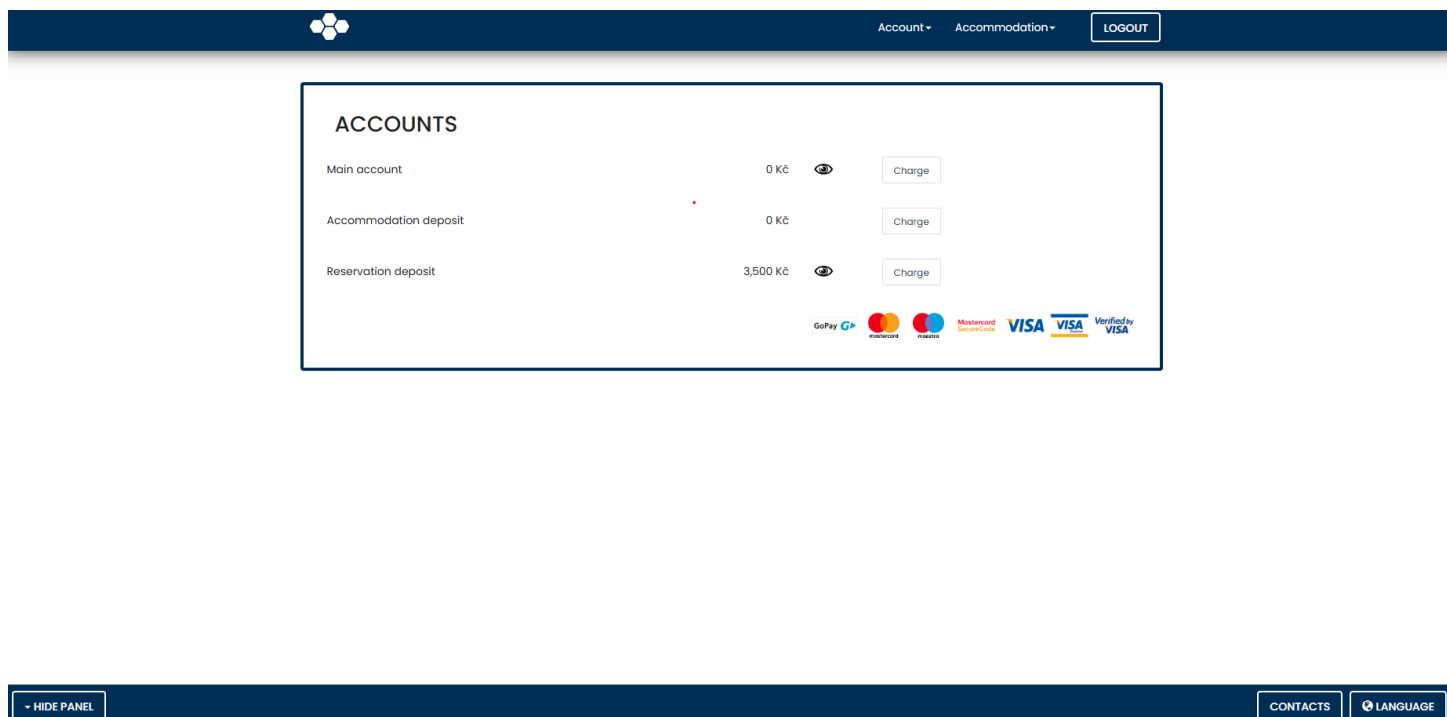 Account Accommodation LOGOUT
ACCOUNTS
Main account 0 Kč Charge
Accommodation deposit 0 Kč Charge
Reservation deposit 3,500 Kč Charge
GoPay G mastercard maestro Mastercard SecureCode VISA VISA Verified by VISA
HIDE PANEL CONTACTS LANGUAGE